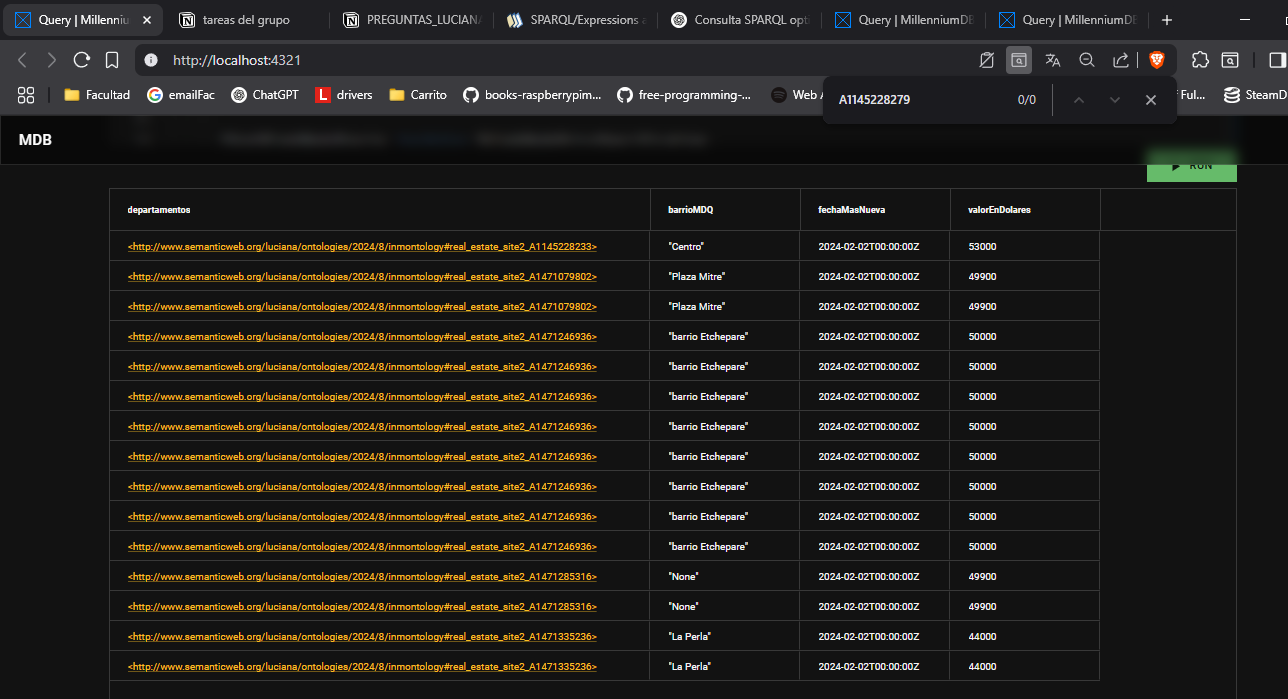 Query | Millenniu
tareas del grupo
PREGUNTAS_LUCIANA
SPARQL/Expressions a
Consulta SPARQL opti
Query | MillenniumDB
Query | MillenniumDB
http://localhost:4321
Facultad
emailFac
ChatGPT
drivers
Carrito
books-raspberrypim...
free-programming-...
Web A
Ful...
SteamD
A1145228279
0/0
MDB
RUN
departamentos barrioMDQ fechaMasNueva valorEnDolares
<http://www.semanticweb.org/luciana/ontologies/2024/8/inmontology#real_estate_site2_A1145228233> "Centro" 2024-02-02T00:00:00Z 53000
<http://www.semanticweb.org/luciana/ontologies/2024/8/inmontology#real_estate_site2_A1471079802> "Plaza Mitre" 2024-02-02T00:00:00Z 49900
<http://www.semanticweb.org/luciana/ontologies/2024/8/inmontology#real_estate_site2_A1471079802> "Plaza Mitre" 2024-02-02T00:00:00Z 49900
<http://www.semanticweb.org/luciana/ontologies/2024/8/inmontology#real_estate_site2_A1471246936> "barrio Etchepare" 2024-02-02T00:00:00Z 50000
<http://www.semanticweb.org/luciana/ontologies/2024/8/inmontology#real_estate_site2_A1471246936> "barrio Etchepare" 2024-02-02T00:00:00Z 50000
<http://www.semanticweb.org/luciana/ontologies/2024/8/inmontology#real_estate_site2_A1471246936> "barrio Etchepare" 2024-02-02T00:00:00Z 50000
<http://www.semanticweb.org/luciana/ontologies/2024/8/inmontology#real_estate_site2_A1471246936> "barrio Etchepare" 2024-02-02T00:00:00Z 50000
<http://www.semanticweb.org/luciana/ontologies/2024/8/inmontology#real_estate_site2_A1471246936> "barrio Etchepare" 2024-02-02T00:00:00Z 50000
<http://www.semanticweb.org/luciana/ontologies/2024/8/inmontology#real_estate_site2_A1471246936> "barrio Etchepare" 2024-02-02T00:00:00Z 50000
<http://www.semanticweb.org/luciana/ontologies/2024/8/inmontology#real_estate_site2_A1471246936> "barrio Etchepare" 2024-02-02T00:00:00Z 50000
<http://www.semanticweb.org/luciana/ontologies/2024/8/inmontology#real_estate_site2_A1471246936> "barrio Etchepare" 2024-02-02T00:00:00Z 50000
<http://www.semanticweb.org/luciana/ontologies/2024/8/inmontology#real_estate_site2_A1471285316> "None" 2024-02-02T00:00:00Z 49900
<http://www.semanticweb.org/luciana/ontologies/2024/8/inmontology#real_estate_site2_A1471285316> "None" 2024-02-02T00:00:00Z 49900
<http://www.semanticweb.org/luciana/ontologies/2024/8/inmontology#real_estate_site2_A1471335236> "La Perla" 2024-02-02T00:00:00Z 44000
<http://www.semanticweb.org/luciana/ontologies/2024/8/inmontology#real_estate_site2_A1471335236> "La Perla" 2024-02-02T00:00:00Z 44000